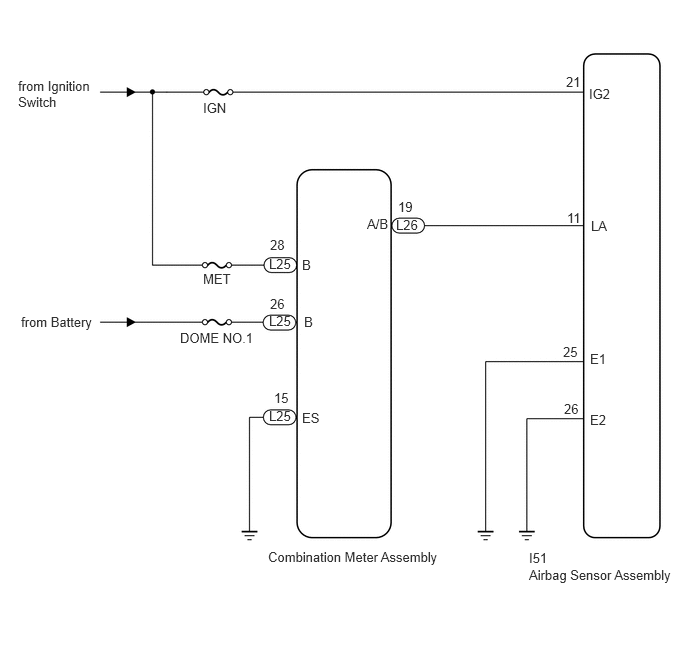 from Ignition
Switch
IGN
21
IG2
19
A/B
L26
11
LA
28
L25
B
MET
from Battery
DOME NO.1
26
L25
B
15
L25
ES
25
E1
26
E2
Combination Meter Assembly
I51
Airbag Sensor Assembly